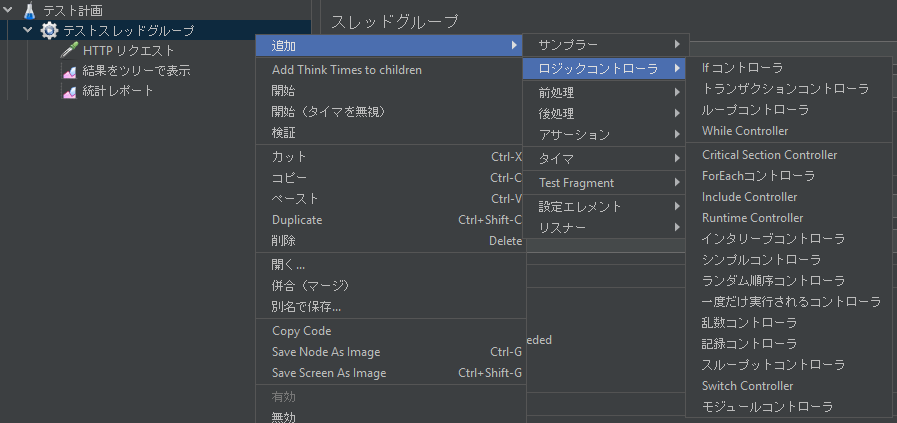 テスト計画
テストスレッドグループ
HTTP リクエスト
結果をツリーで表示
統計レポート
スレッドグループ
追加
Add Think Times to children
開始
開始（タイマを無視）
検証
カット Ctrl-X
コピー Ctrl-C
ペースト Ctrl-V
Duplicate Ctrl+Shift-C
削除 Delete
開く...
併合（マージ）
別名で保存...
Copy Code
Save Node As Image Ctrl-G
Save Screen As Image Ctrl+Shift-G
有効
無効
サンプラー
ロジックコントローラ
前処理
後処理
アサーション
タイマ
Test Fragment
設定エレメント
リスナー
eded
If コントローラ
トランザクションコントローラ
ループコントローラ
While Controller
Critical Section Controller
ForEachコントローラ
Include Controller
Runtime Controller
インタリーブコントローラ
シンプルコントローラ
ランダム順序コントローラ
一度だけ実行されるコントローラ
乱数コントローラ
記録コントローラ
スループットコントローラ
Switch Controller
モジュールコントローラ